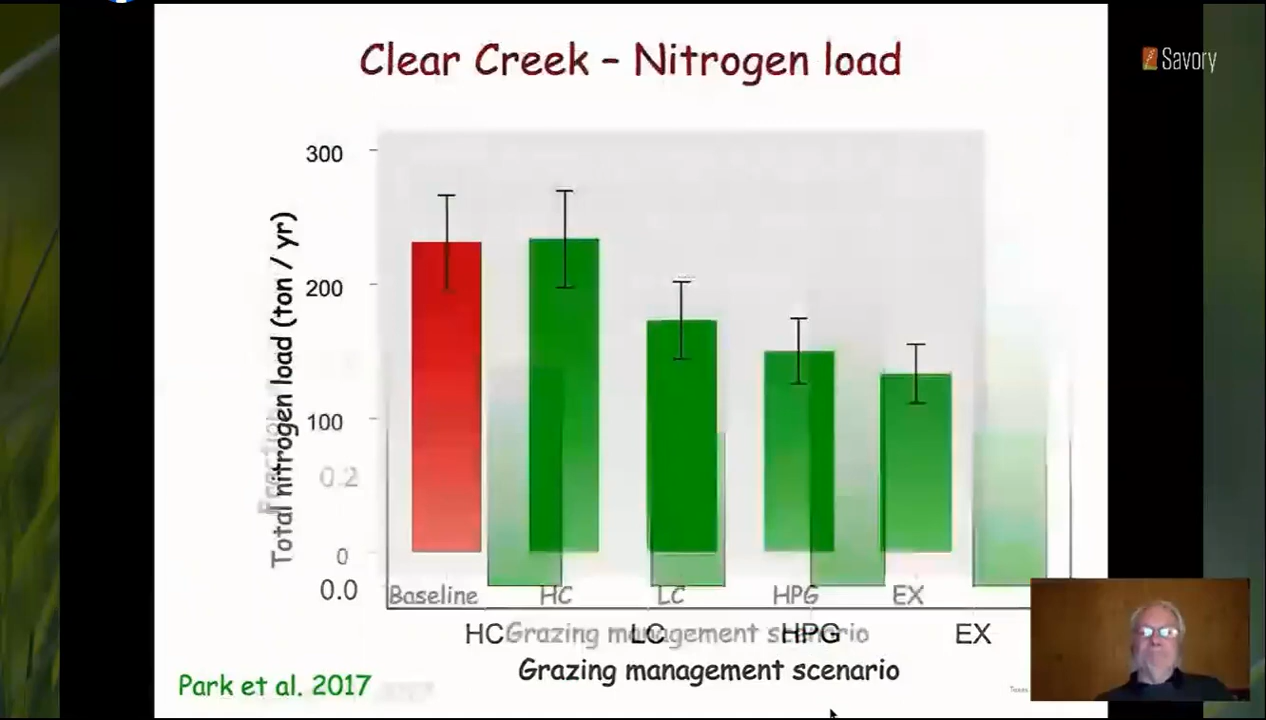 Clear Creek – Nitrogen load
Savory
Total nitrogen load (ton / yr)
300
200
100
0.2
0
0.0
Baseline HC LC HPG EX
HC LC HPG EX
Grazing management scenario
Grazing management scenario
Park et al. 2017